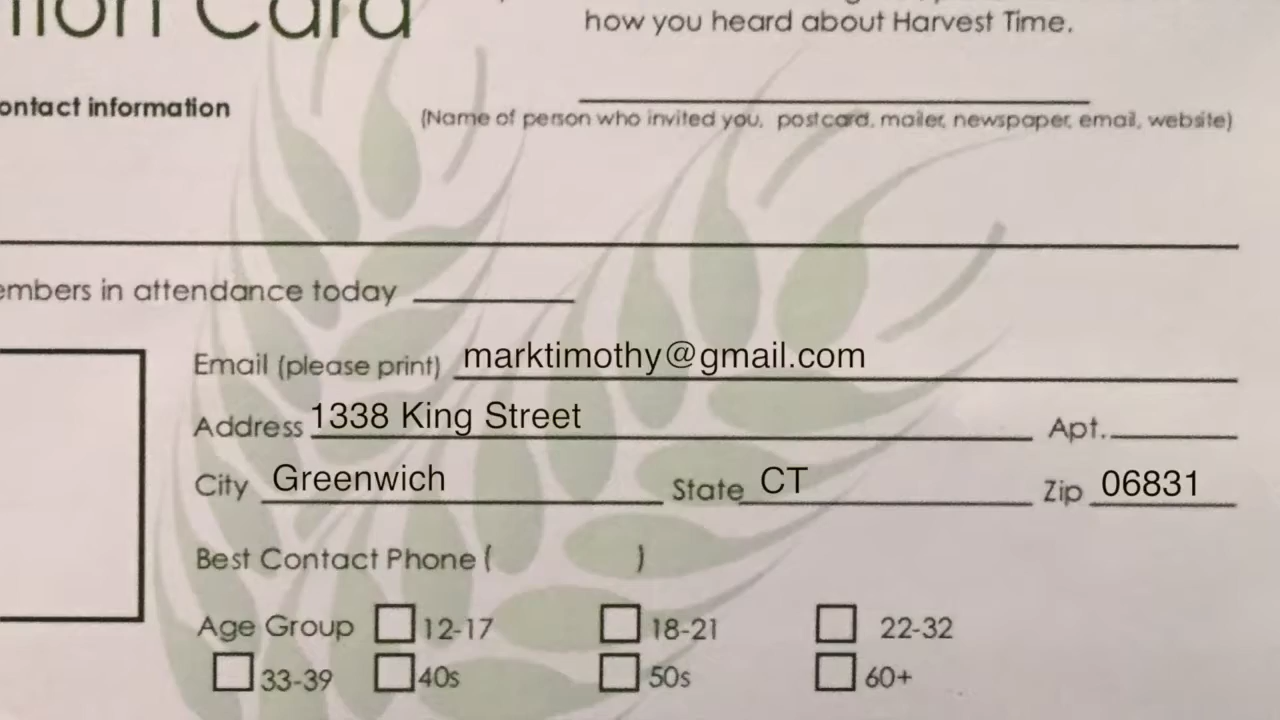 how you heard about Harvest Time.
ontact information
(Name of person who invited you, postcard, mailer, newspaper, email, website)
embers in attendance today
Email (please print) marktimothy@gmail.com
Address 1338 King Street Apt.
City Greenwich State CT Zip 06831
Best Contact Phone ( )
Age Group 12-17 18-21 22-32
33-39 40s 50s 60+